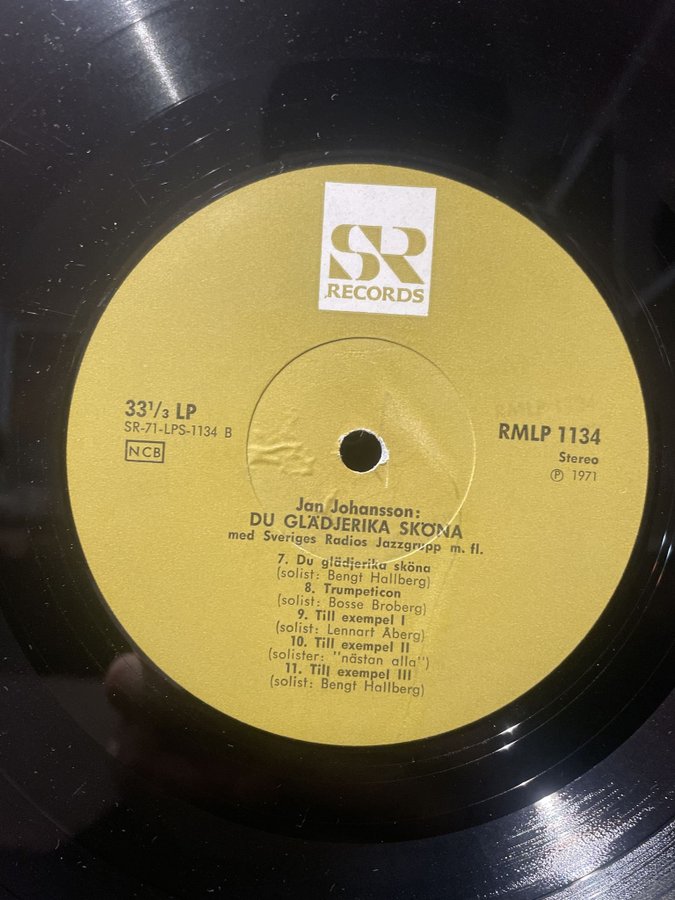 SR
RECORDS
33¹/₃ LP
SR-71-LPS-1134 B
NCB
RMLP 1134
Stereo
℗ 1971
Jan Johansson:
DU GLÄDJERIKA SKÖNA
med Sveriges Radios Jazzgrupp m. fl.
7. Du glädjerika sköna
(solist: Bengt Hallberg)
8. Trumpeticon
(solist: Bosse Broberg)
9. Till exempel I
(solist: Lennart Åberg)
10. Till exempel II
(solister: "nästan alla")
11. Till exempel III
(solist: Bengt Hallberg)